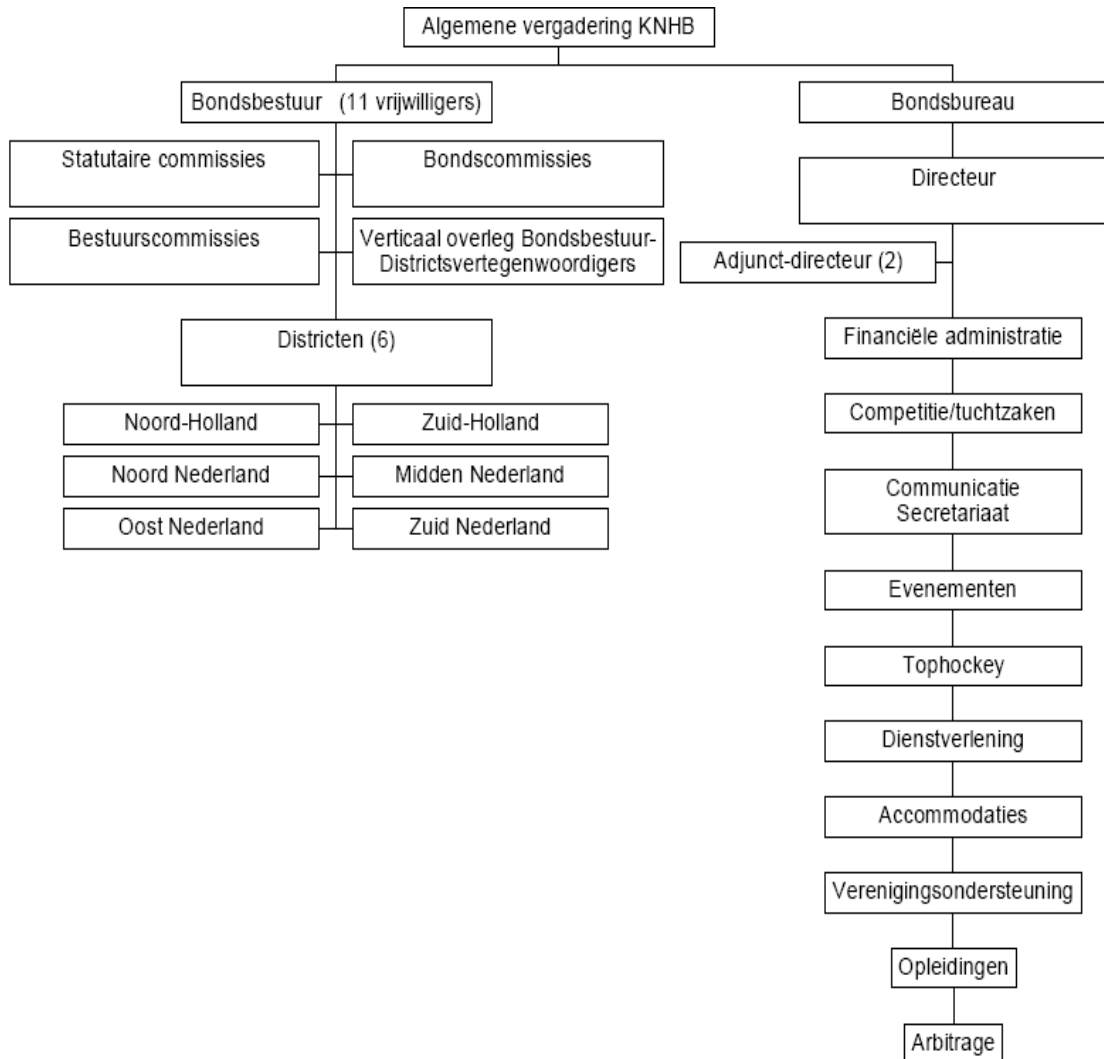 Algemene vergadering KNHB
Bondsbestuur (11 vrijwilligers)
Bondsbureau
Statutaire commissies
Bondscommissies
Directeur
Bestuurscommissies
Verticaal overleg Bondsbestuur-
Districtsvertegenwoordigers
Adjunct-directeur (2)
Districten (6)
Financiële administratie
Noord-Holland
Zuid-Holland
Competitie/tuchtzaken
Noord Nederland
Midden Nederland
Communicatie
Secretariaat
Oost Nederland
Zuid Nederland
Evenementen
Tophockey
Dienstverlening
Accommodaties
Verenigingsondersteuning
Opleidingen
Arbitrage